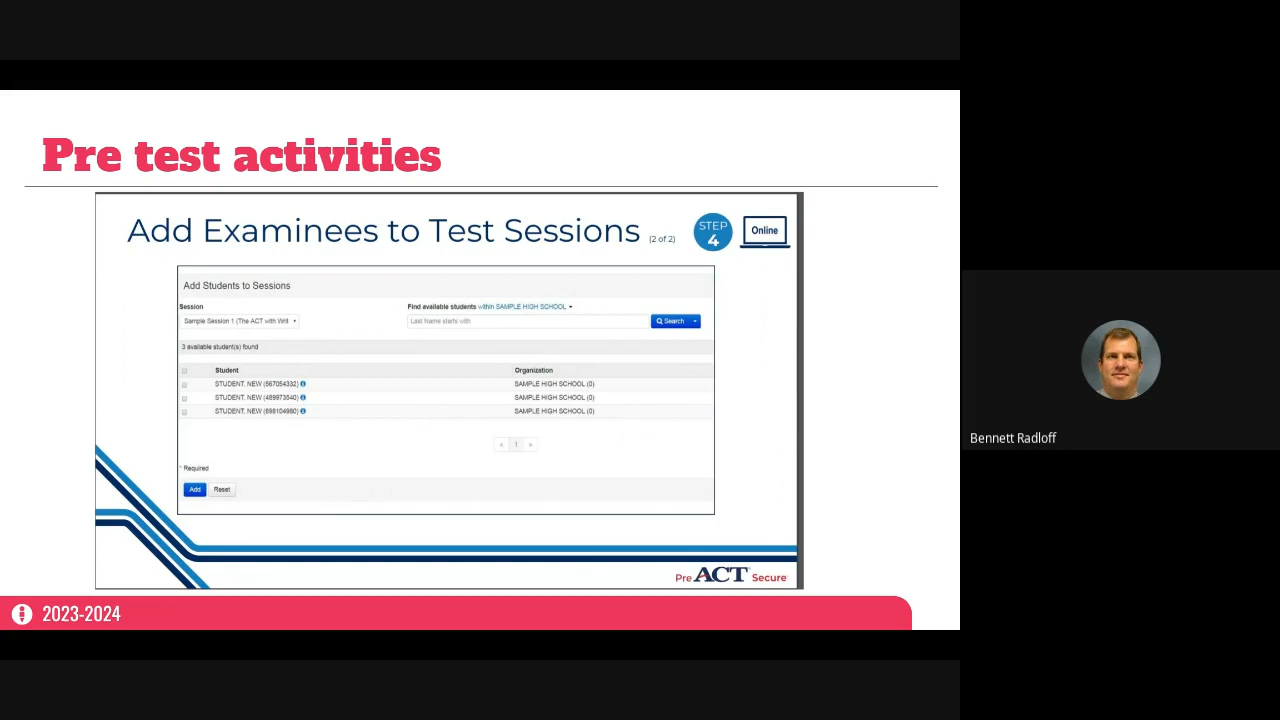 Pre test activities
Add Examinees to Test Sessions (2 of 2)
STEP 4
Online
Add Students to Sessions
Session
Find available students within SAMPLE HIGH SCHOOL
Sample Session 1 (The ACT with Writ
Last Name starts with
Search
3 available student(s) found
Student Organization
STUDENT, NEW (567054332) SAMPLE HIGH SCHOOL (0)
STUDENT, NEW (489973540) SAMPLE HIGH SCHOOL (0)
STUDENT, NEW (898104980) SAMPLE HIGH SCHOOL (0)
« 1 »
* Required
Add Reset
PreACT Secure
2023-2024
Bennett Radloff